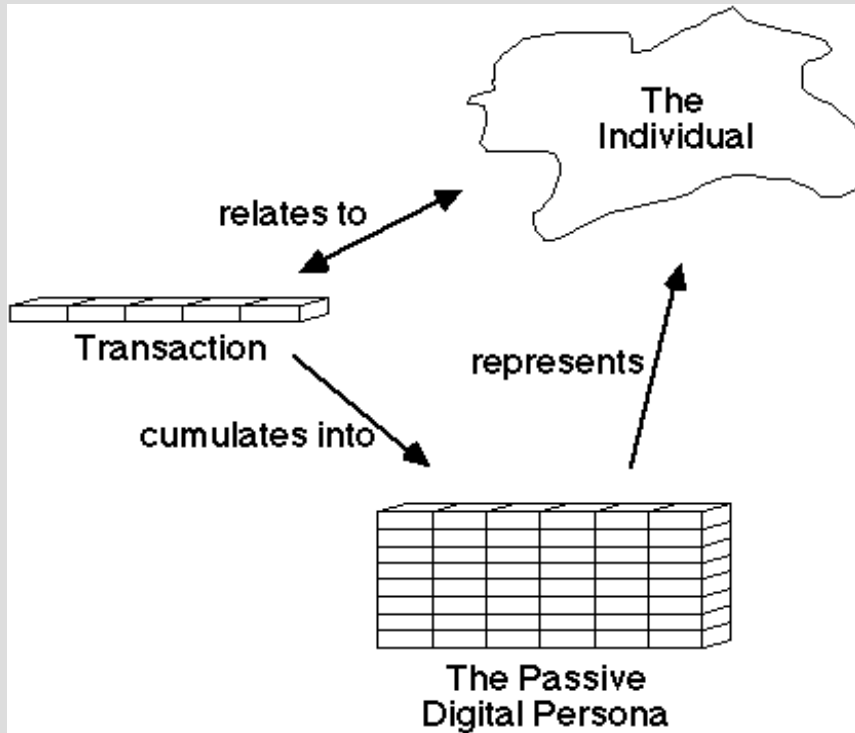 The
Individual
relates to
Transaction
represents
cumulates into
The Passive
Digital Persona